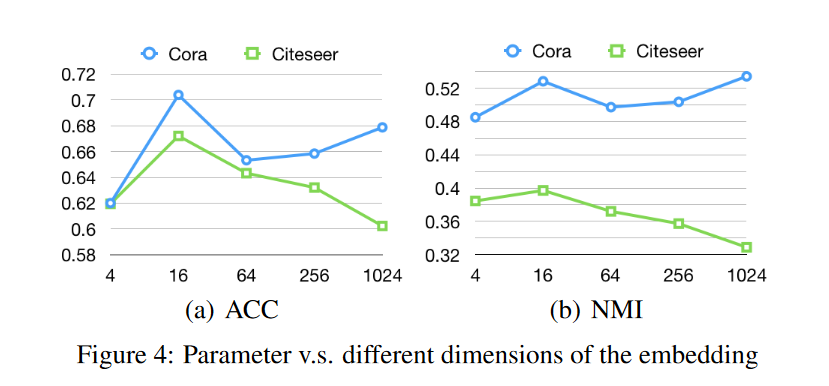 Cora Citeseer
0.72
0.7
0.68
0.66
0.64
0.62
0.6
0.58
4 16 64 256 1024
(a) ACC
Cora Citeseer
0.52
0.48
0.44
0.4
0.36
0.32
4 16 64 256 1024
(b) NMI
Figure 4: Parameter v.s. different dimensions of the embedding